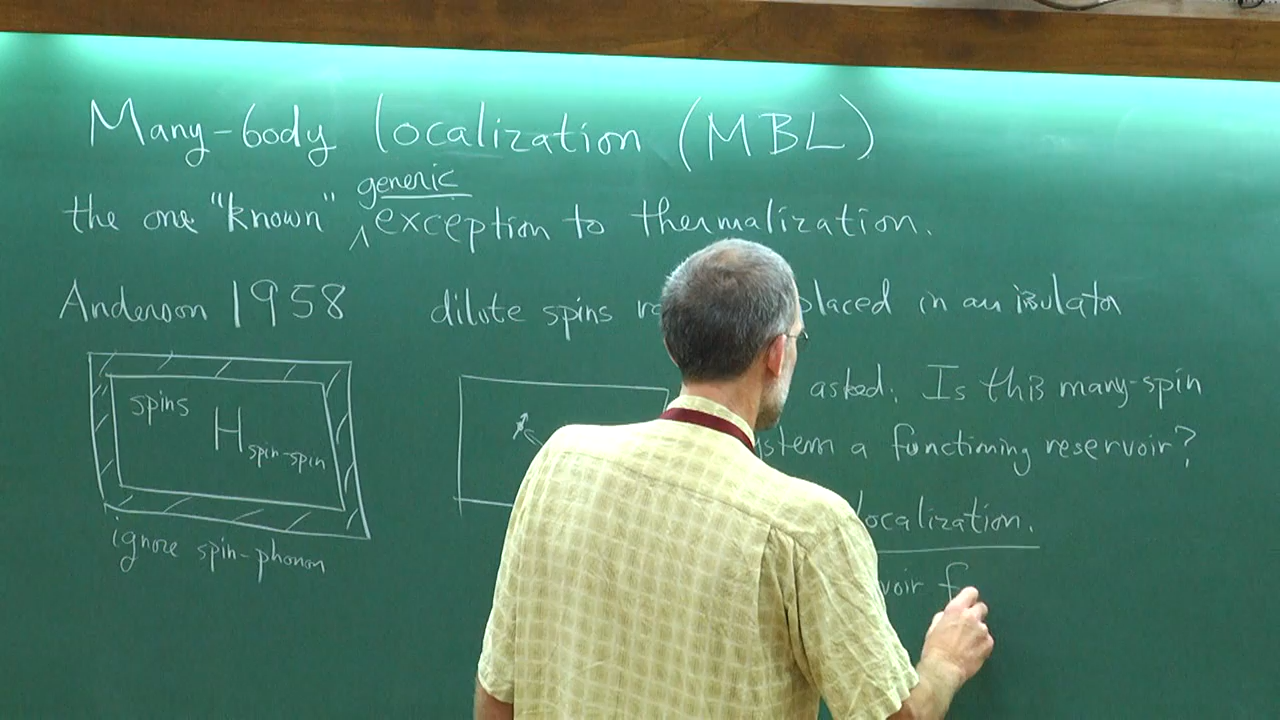 Many-body localization (MBL)
generic
the one "known" ^ exception to thermalization.
Anderson 1958 dilute spins placed in an insulator
asked: Is this many-spin
spins
H spin-spin
system a functioning reservoir?
localization.
ignore spin-phonon
voir f